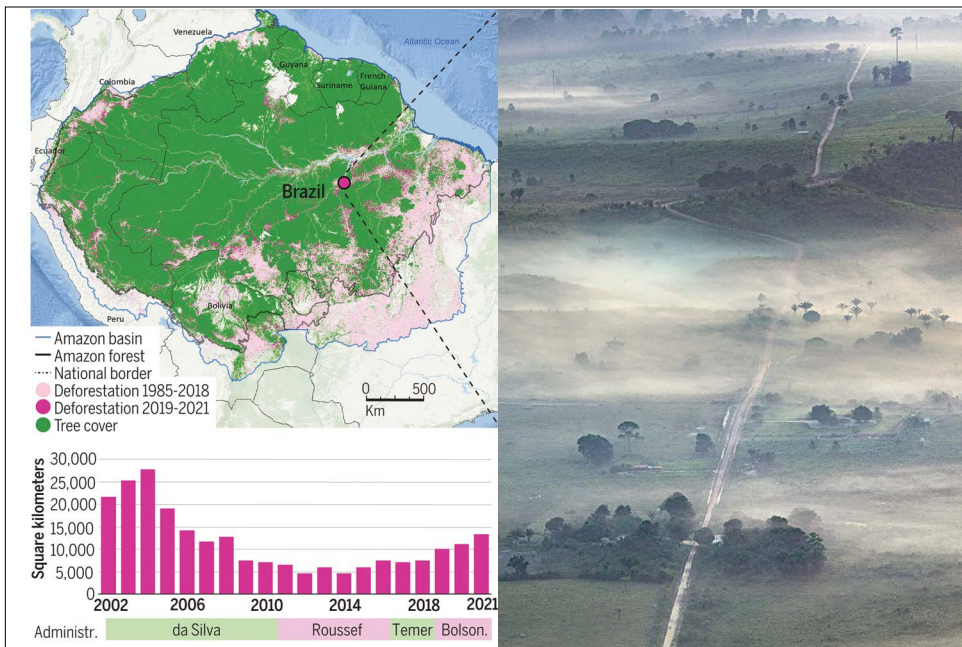 Venezuela
Atlantic Ocean
Guyana
Colombia
Suriname
French
Guiana
Ecuador
Brazil
Bolivia
Peru
Amazon basin
Amazon forest
National border
Deforestation 1985-2018
Deforestation 2019-2021
Tree cover
0 500
Km
Square kilometers
30,000
25,000
20,000
15,000
10,000
5,000
0
2002 2006 2010 2014 2018 2021
Administr. da Silva Roussef Temer Bolson.